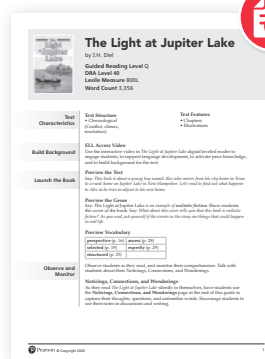 The Light at Jupiter Lake
by J.H. Diel
Guided Reading Level Q
DRA Level 40
Lexile Measure 800L
Word Count 3,256
Text Characteristics
Text Structure
• Chronological
(Conflict, climax,
resolution)
Text Features
• Chapters
• Illustrations
Build Background
ELL Access Video
Use the interactive video in The Light at Jupiter Lake digital leveled reader to
engage students, to support language development, to activate prior knowledge,
and to build background for the text.
Launch the Book
Preview the Text
Say: This book is about a young boy named Alec who moves from his city home in Texas
to a rural home on Jupiter Lake in New Hampshire. Let's read to find out what happens
to Alec as he tries to adjust to his new home.
Preview the Genre
Say: The Light at Jupiter Lake is an example of realistic fiction. Show students
the cover of the book. Say: What about this cover tells you that this book is realistic
fiction? As you read, ask yourself if the events in the story are things that could happen
in real life.
Preview Vocabulary
perspective (p. 16) access (p. 28)
selected (p. 19) expertly (p. 29)
structured (p. 29)
Observe and Monitor
Observe students as they read, and monitor their comprehension. Talk with
students about their Noticings, Connections, and Wonderings.
Noticings, Connections, and Wonderings
As they read The Light at Jupiter Lake silently to themselves, have students use
the Noticings, Connections, and Wonderings page at the end of this guide to
capture their thoughts, questions, and unfamiliar words. Encourage students to
use their notes in discussions and writing.
Pearson © Copyright 2020
1